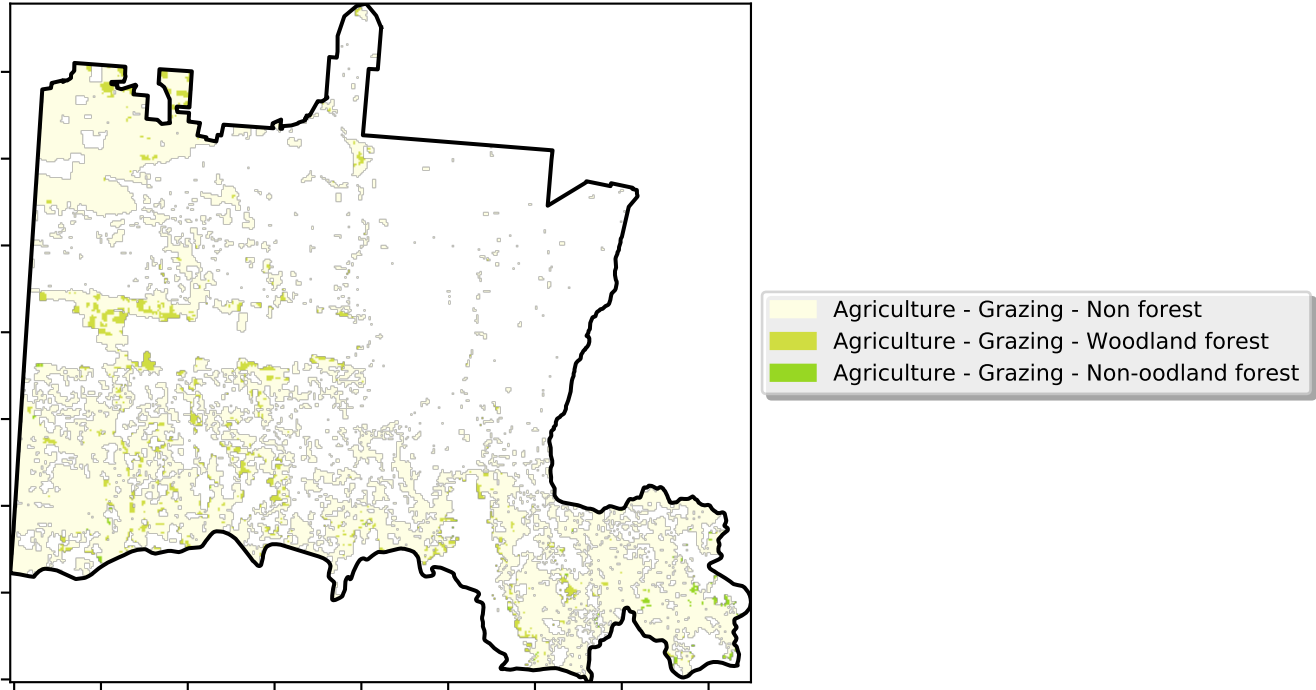 Agriculture - Grazing - Non forest
Agriculture - Grazing - Woodland forest
Agriculture - Grazing - Non-oodland forest